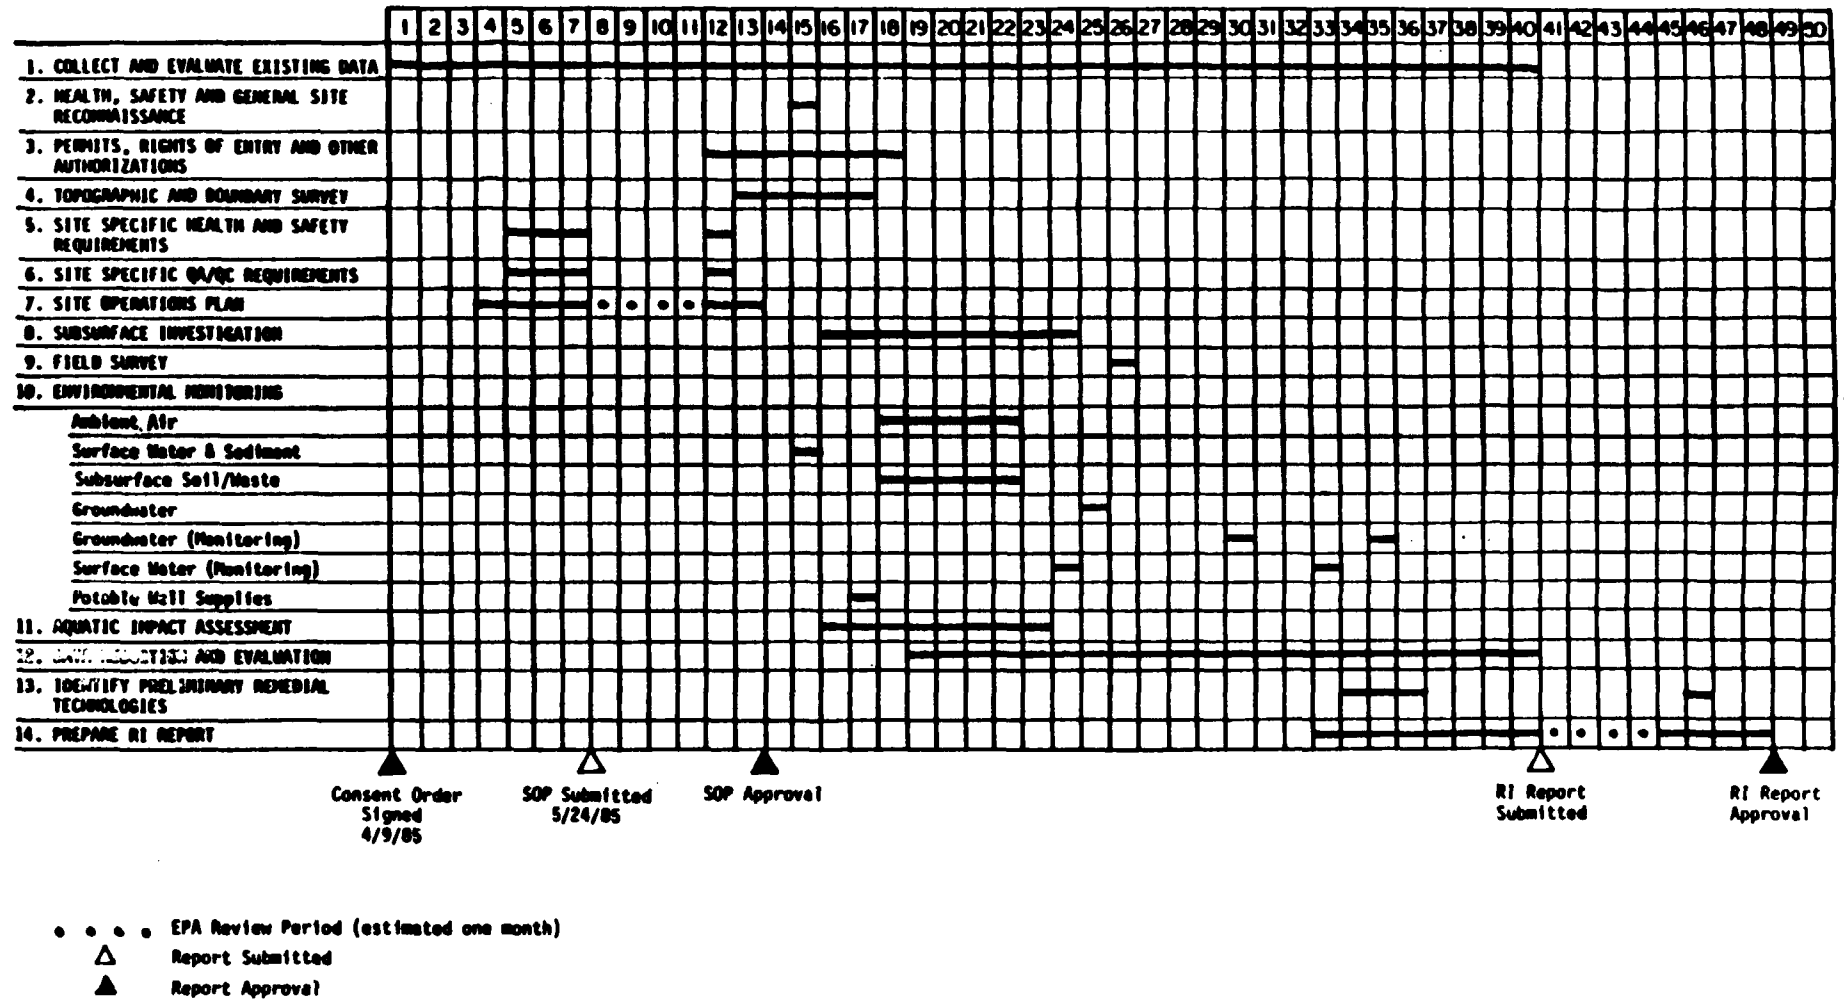 1 2 3 4 5 6 7 8 9 10 11 12 13 14 15 16 17 18 19 20 21 22 23 24 25 26 27 28 29 30 31 32 33 34 35 36 37 38 39 40 41 42 43 44 45 46 47 48 49 50
1. COLLECT AND EVALUATE EXISTING DATA
2. HEALTH, SAFETY AND GENERAL SITE
RECONNAISSANCE
3. PERMITS, RIGHTS OF ENTRY AND OTHER
AUTHORIZATIONS
4. TOPOGRAPHIC AND BOUNDARY SURVEY
5. SITE SPECIFIC HEALTH AND SAFETY
REQUIREMENTS
6. SITE SPECIFIC QA/QC REQUIREMENTS
7. SITE OPERATIONS PLAN
8. SUBSURFACE INVESTIGATION
9. FIELD SURVEY
10. ENVIRONMENTAL MONITORING
Ambient Air
Surface Water & Sediment
Subsurface Soil/Waste
Groundwater
Groundwater (Monitoring)
Surface Water (Monitoring)
Potable Well Supplies
11. AQUATIC IMPACT ASSESSMENT
12. AND EVALUATION
13. IDENTIFY PRELIMINARY REMEDIAL
TECHNOLOGIES
14. PREPARE RI REPORT
Consent Order
Signed
4/9/85
SOP Submitted
5/24/85
SOP Approval
RI Report
Submitted
RI Report
Approval
EPA Review Period (estimated one month)
Report Submitted
Report Approval